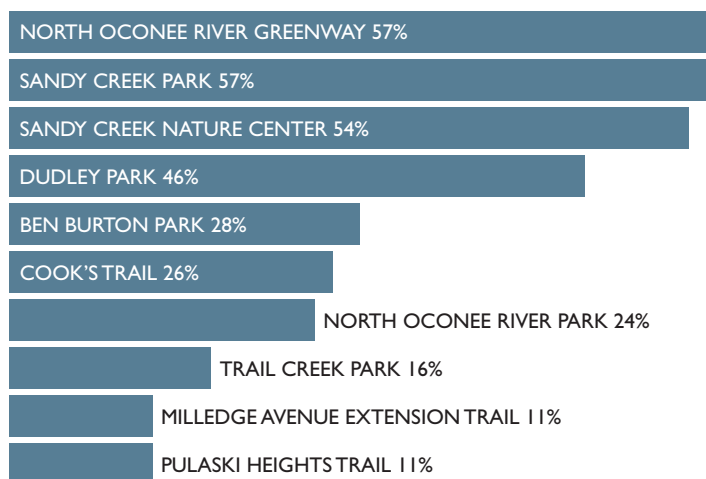 NORTH OCONEE RIVER GREENWAY 57%
SANDY CREEK PARK 57%
SANDY CREEK NATURE CENTER 54%
DUDLEY PARK 46%
BEN BURTON PARK 28%
COOK'S TRAIL 26%
NORTH OCONEE RIVER PARK 24%
TRAIL CREEK PARK 16%
MILLEDGE AVENUE EXTENSION TRAIL 11%
PULASKI HEIGHTS TRAIL 11%